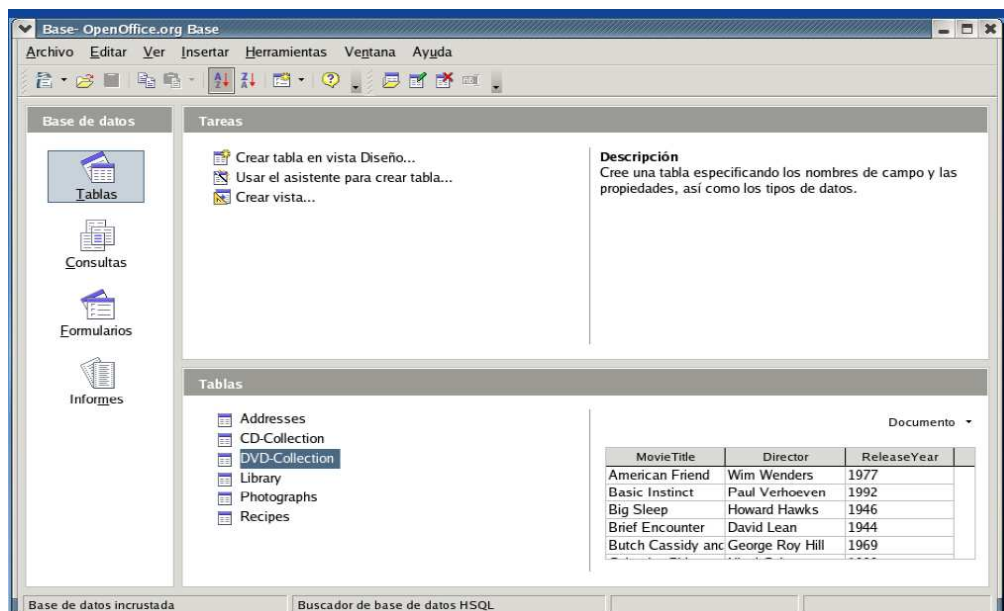 Base- OpenOffice.org Base
Archivo Editar Ver Insertar Herramientas Ventana Ayuda
Base de datos
Tablas
Consultas
Formularios
Informes
Tareas
Crear tabla en vista Diseño...
Usar el asistente para crear tabla...
Crear vista...
Descripción
Cree una tabla especificando los nombres de campo y las
propiedades, así como los tipos de datos.
Tablas
Addresses
CD-Collection
DVD-Collection
Library
Photographs
Recipes
Documento
MovieTitle Director ReleaseYear
American Friend Wim Wenders 1977
Basic Instinct Paul Verhoeven 1992
Big Sleep Howard Hawks 1946
Brief Encounter David Lean 1944
Butch Cassidy and George Roy Hill 1969
Base de datos incrustada Buscador de base de datos HSQL